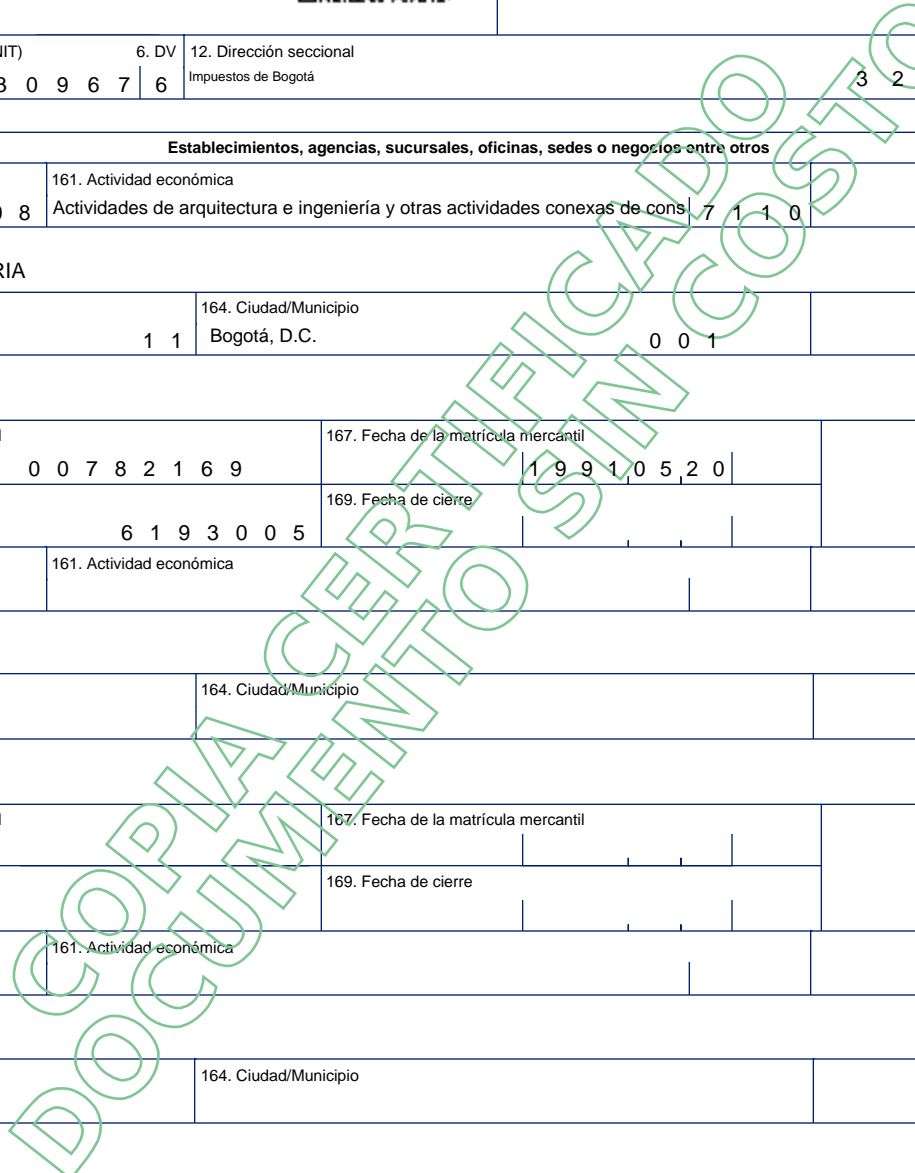 6. DV 12. Dirección seccional
0 9 6 7 6 Impuestos de Bogotá 3 2
Establecimientos, agencias, sucursales, oficinas, sedes o negocios entre otros
161. Actividad económica
8 Actividades de arquitectura e ingeniería y otras actividades conexas de cons 7 1 1 0
RIA
164. Ciudad/Municipio
1 1 Bogotá, D.C. 0 0 1
167. Fecha de la matrícula mercantil
0 0 7 8 2 1 6 9 1 9 9 1 0 5 2 0
169. Fecha de cierre
6 1 9 3 0 0 5
161. Actividad económica
164. Ciudad/Municipio
167. Fecha de la matrícula mercantil
169. Fecha de cierre
161. Actividad económica
164. Ciudad/Municipio
COPIA CERTIFICADO
DOCUMENTO SIN COSTO